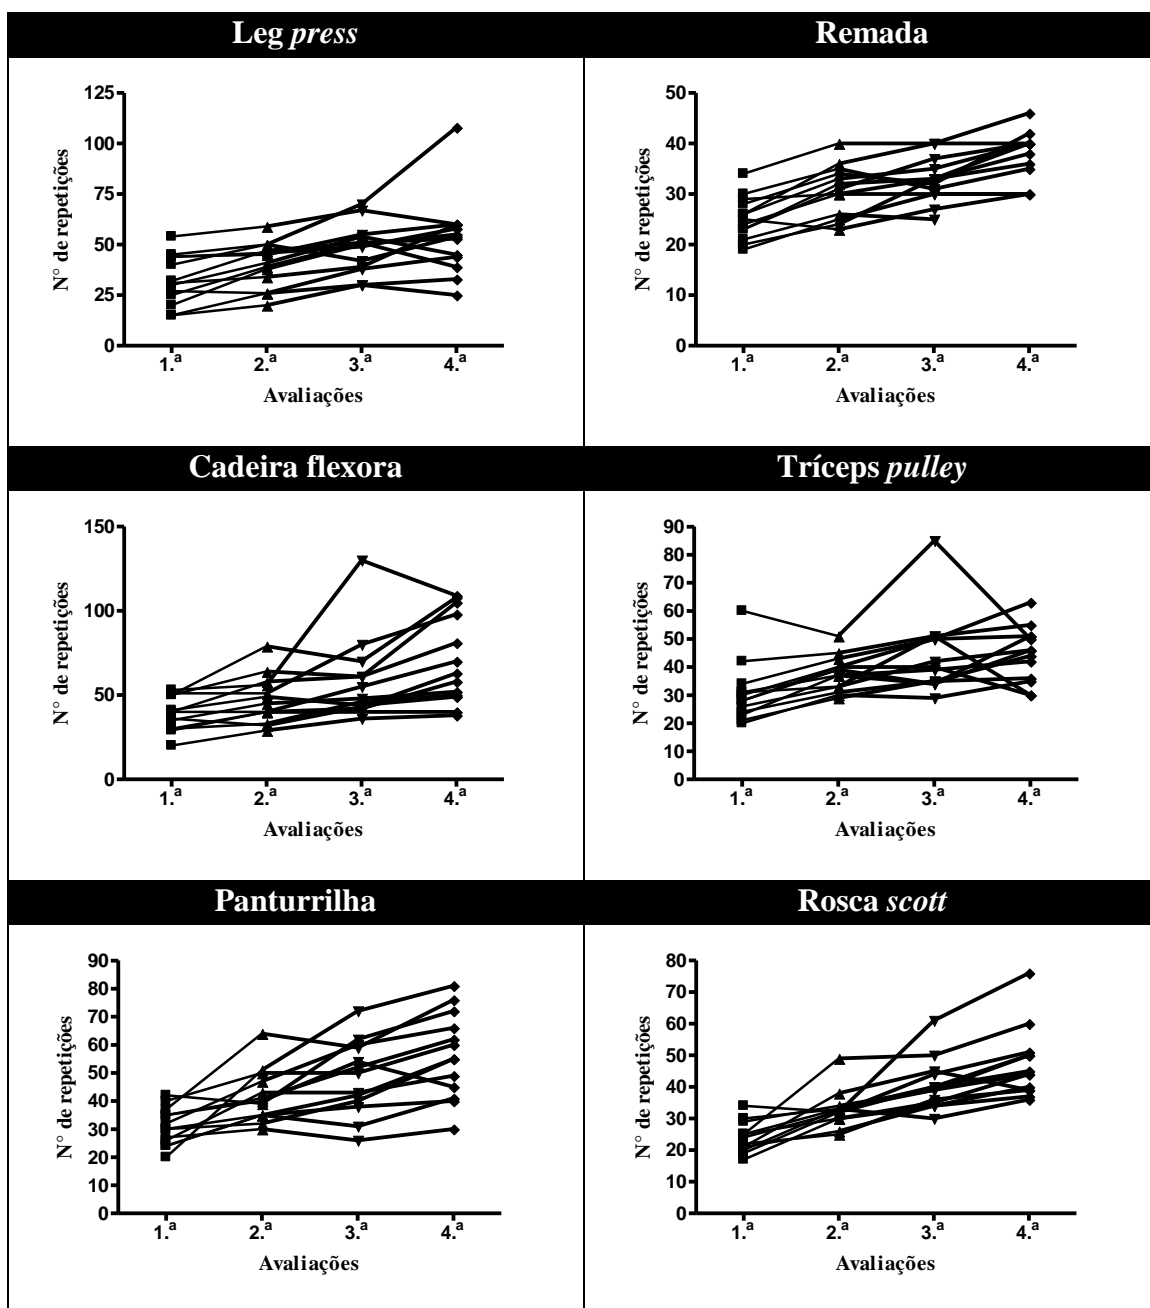 Leg press
Remada
125
100
75
50
25
0
N° de repetições
1.ª 2.ª 3.ª 4.ª
Avaliações
50
40
30
20
10
0
N° de repetições
1.ª 2.ª 3.ª 4.ª
Avaliações
Cadeira flexora
Tríceps pulley
150
100
50
0
N° de repetições
1.ª 2.ª 3.ª 4.ª
Avaliações
90
80
70
60
50
40
30
20
10
0
N° de repetições
1.ª 2.ª 3.ª 4.ª
Avaliações
Panturrilha
Rosca scott
90
80
70
60
50
40
30
20
10
0
N° de repetições
1.ª 2.ª 3.ª 4.ª
Avaliações
80
70
60
50
40
30
20
10
0
N° de repetições
1.ª 2.ª 3.ª 4.ª
Avaliações